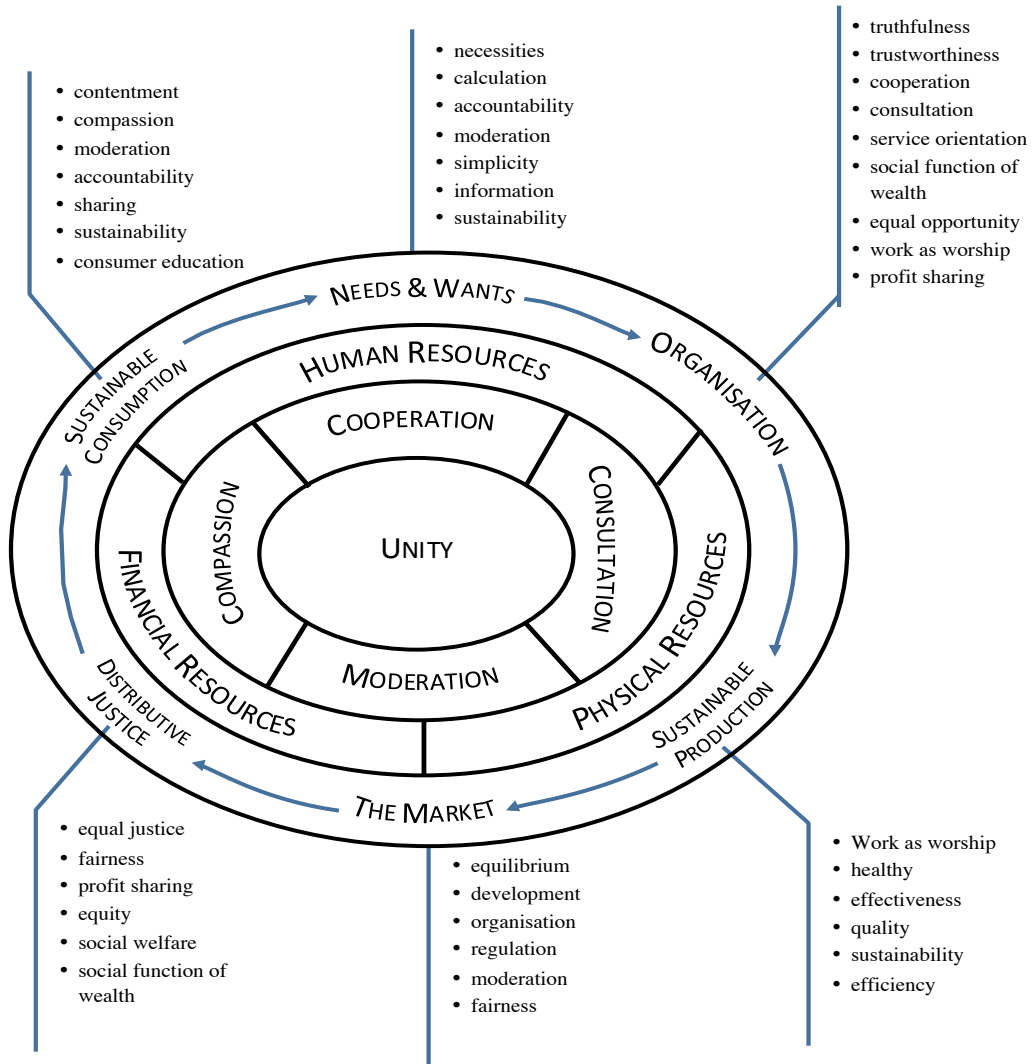 • contentment
• compassion
• moderation
• accountability
• sharing
• sustainability
• consumer education
• necessities
• calculation
• accountability
• moderation
• simplicity
• information
• sustainability
• truthfulness
• trustworthiness
• cooperation
• consultation
• service orientation
• social function of
wealth
• equal opportunity
• work as worship
• profit sharing
NEEDS & WANTS
ORGANISATION
SUSTAINABLE
PRODUCTION
THE MARKET
DISTRIBUTIVE
JUSTICE
SUSTAINABLE
CONSUMPTION
HUMAN RESOURCES
PHYSICAL RESOURCES
FINANCIAL RESOURCES
COOPERATION
CONSULTATION
MODERATION
COMPASSION
UNITY
• equal justice
• fairness
• profit sharing
• equity
• social welfare
• social function of
wealth
• equilibrium
• development
• organisation
• regulation
• moderation
• fairness
• Work as worship
• healthy
• effectiveness
• quality
• sustainability
• efficiency